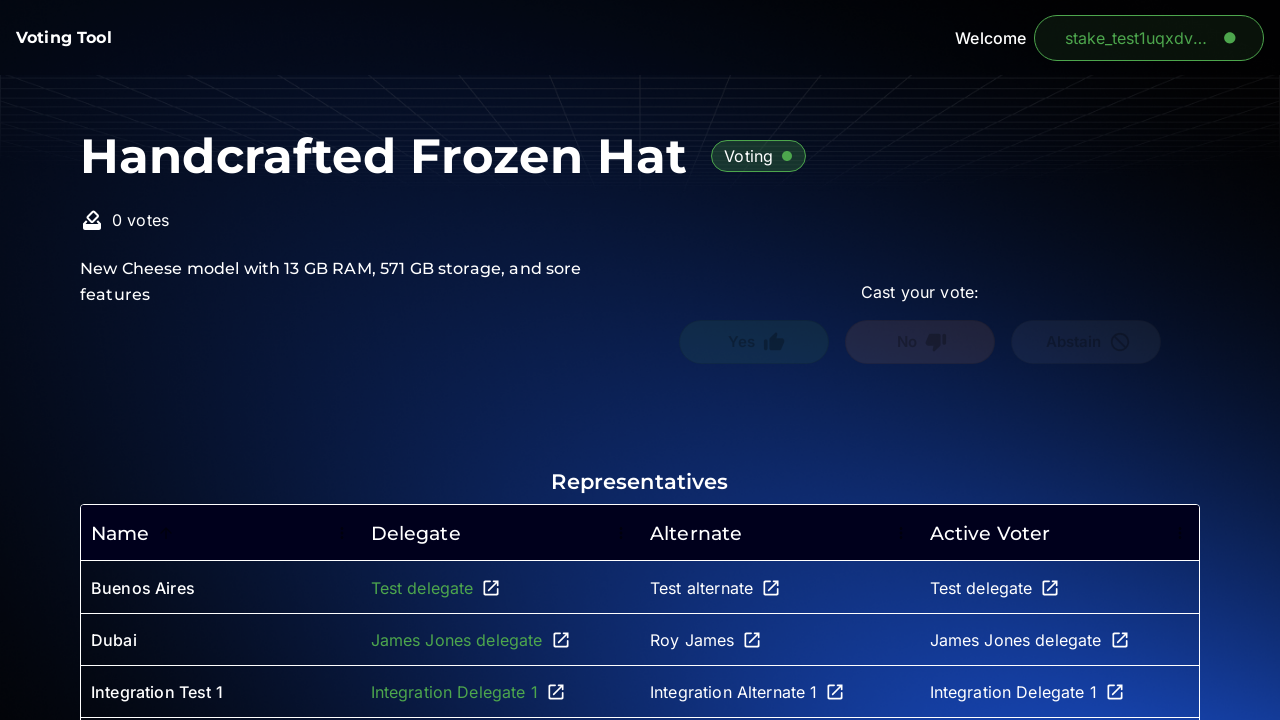 Voting Tool
Welcome
stake_test1uqxdv...
Handcrafted Frozen Hat
Voting
0 votes
New Cheese model with 13 GB RAM, 571 GB storage, and sore
features
Cast your vote:
Yes
No
Abstain
Representatives
Name Delegate Alternate Active Voter
Buenos Aires Test delegate Test alternate Test delegate
Dubai James Jones delegate Roy James James Jones delegate
Integration Test 1 Integration Delegate 1 Integration Alternate 1 Integration Delegate 1